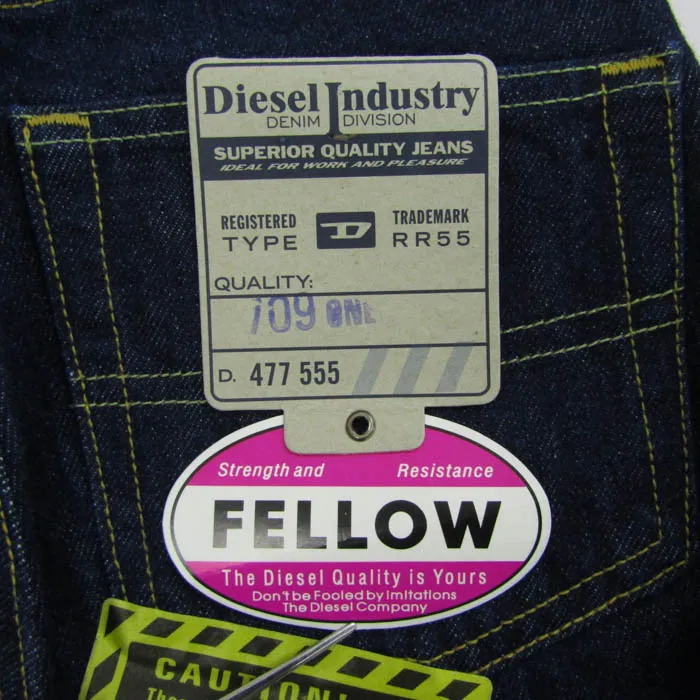 Diesel Industry
DENIM DIVISION
SUPERIOR QUALITY JEANS
IDEAL FOR WORK AND PLEASURE
REGISTERED TRADEMARK
TYPE D RR55
QUALITY:
109 ONE
D. 477 555
Strength and Resistance
FELLOW
The Diesel Quality is Yours
Don't be Fooled by Imitations
The Diesel Company
CAUTION!